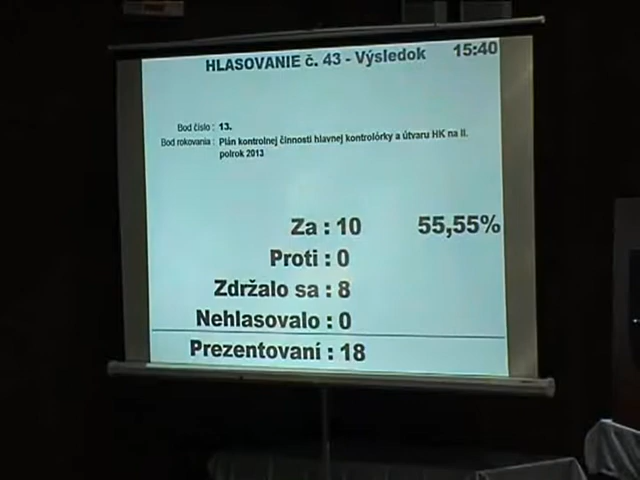 HLASOVANIE č. 43 - Výsledok 15:40
Bod číslo : 13.
Bod rokovania : Plán kontrolnej činnosti hlavnej kontrolórky a útvaru HK na II.
polrok 2013
Za : 10 55,55%
Proti : 0
Zdržalo sa : 8
Nehlasovalo : 0
Prezentovaní : 18